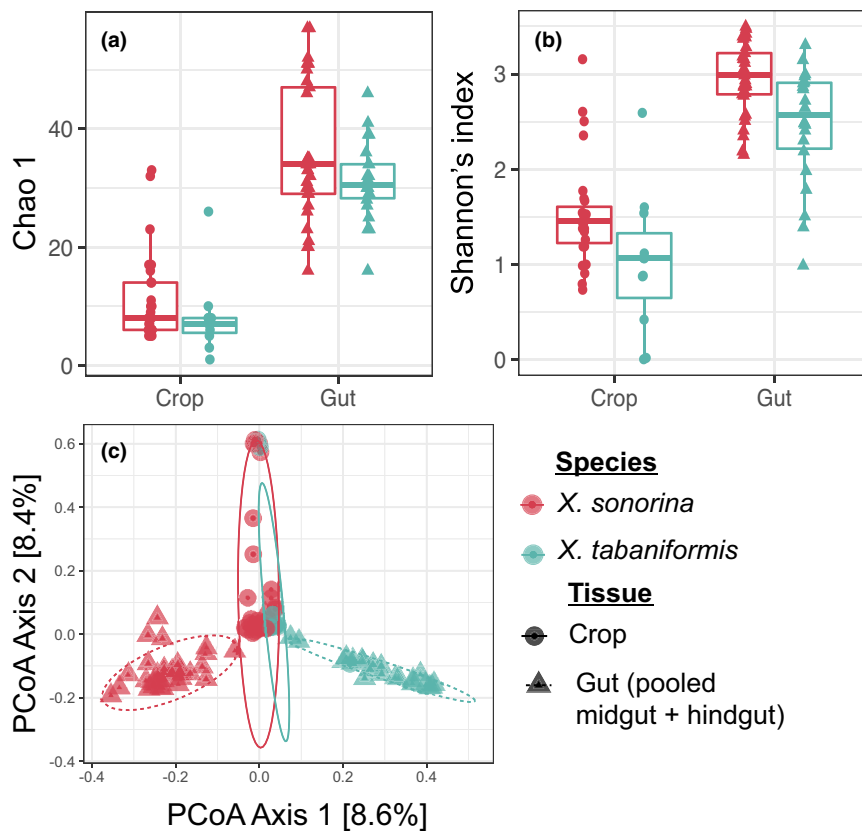 (a)
Chao 1
40
20
0
Crop
Gut
(b)
Shannon's index
3
2
1
0
Crop
Gut
(c)
PCoA Axis 2 [8.4%]
0.6
0.4
0.2
0.0
-0.2
-0.4
-0.4
-0.2
0.0
0.2
0.4
PCoA Axis 1 [8.6%]
Species
X. sonorina
X. tabaniformis
Tissue
Crop
Gut (pooled
midgut + hindgut)